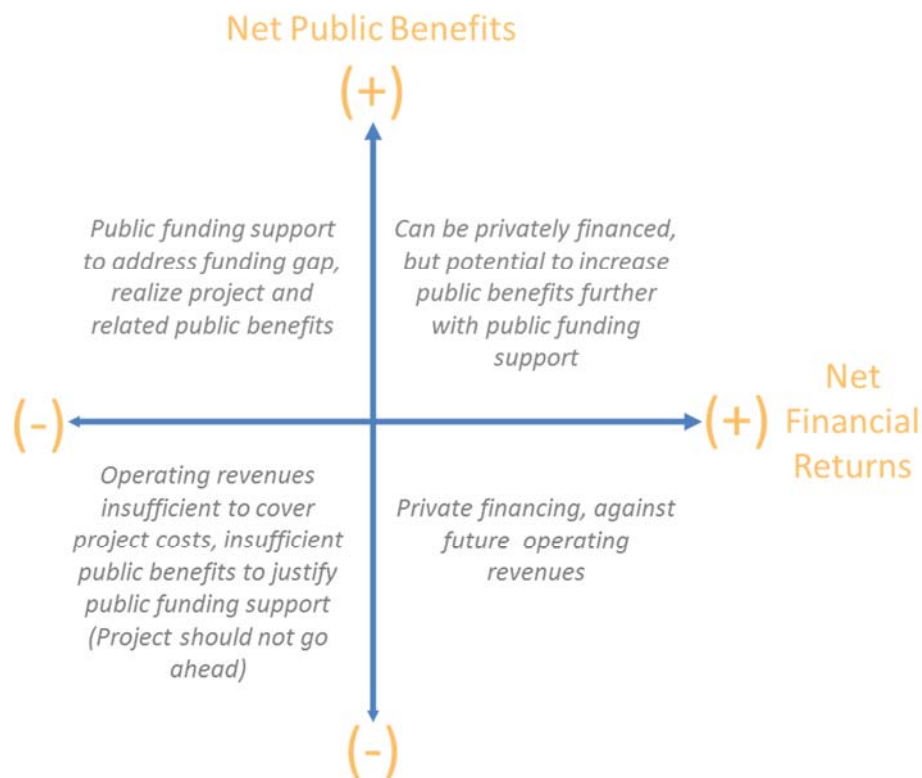 Net Public Benefits
(+)
Public funding support
to address funding gap,
realize project and
related public benefits
Can be privately financed,
but potential to increase
public benefits further
with public funding
support
(-)
(+)
Net
Financial
Returns
Operating revenues
insufficient to cover
project costs, insufficient
public benefits to justify
public funding support
(Project should not go
ahead)
Private financing, against
future operating
revenues
(-)